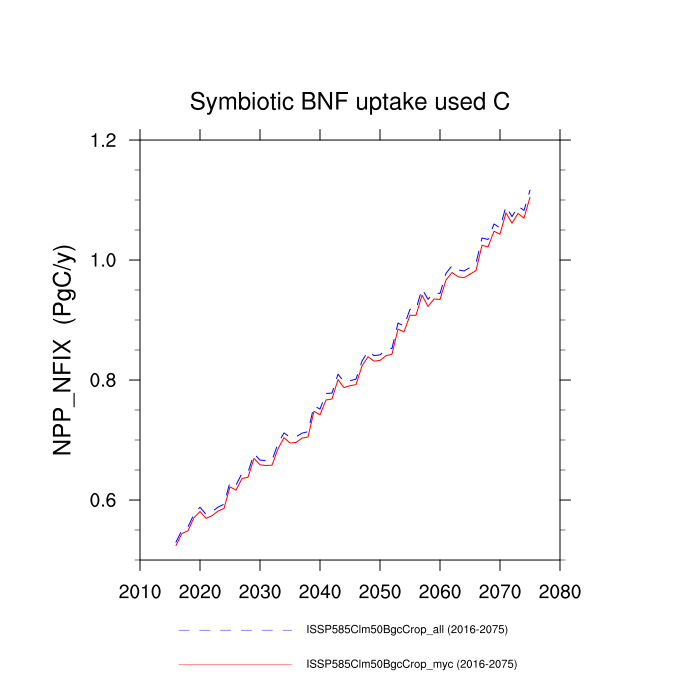 Symbiotic BNF uptake used C
NPP_NFIX (PgC/y)
1.2
1.0
0.8
0.6
2010 2020 2030 2040 2050 2060 2070 2080
ISSP585Clm50BgcCrop_all (2016-2075)
ISSP585Clm50BgcCrop_myc (2016-2075)